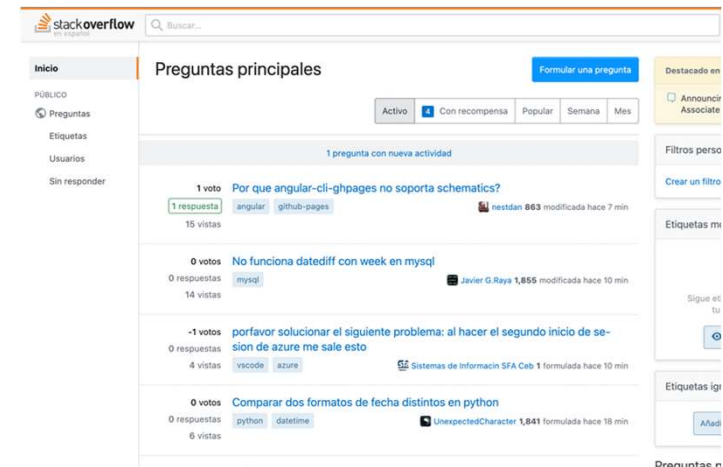 stackoverflow
en español
Buscar...
Inicio
PÚBLICO
Preguntas
Etiquetas
Usuarios
Sin responder
Preguntas principales
Formular una pregunta
Activo 4 Con recompensa Popular Semana Mes
1 pregunta con nueva actividad
1 voto
1 respuesta
15 vistas
Por que angular-cli-ghpages no soporta schematics?
angular github-pages
nestdan 863 modificada hace 7 min
0 votos
0 respuestas
14 vistas
No funciona datediff con week en mysql
mysql
Javier G.Raya 1,855 modificada hace 10 min
-1 votos
0 respuestas
4 vistas
porfavor solucionar el siguiente problema: al hacer el segundo inicio de se-
sion de azure me sale esto
vscode azure
Sistemas de Informacin SFA Ceb 1 formulada hace 10 min
0 votos
0 respuestas
6 vistas
Comparar dos formatos de fecha distintos en python
python datetime
UnexpectedCharacter 1,841 formulada hace 18 min
Destacado en
Announcin
Associate
Filtros perso
Crear un filtro
Etiquetas m
Sigue et
tu
Etiquetas ign
Añadi